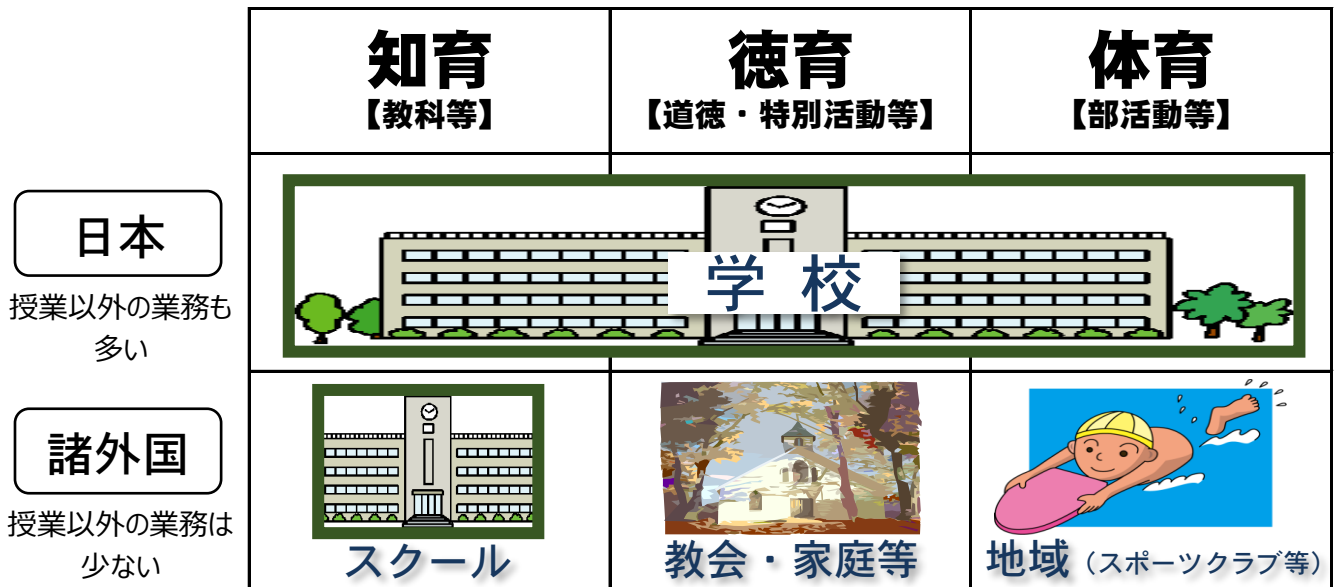 知育
【教科等】
徳育
【道徳・特別活動等】
体育
【部活動等】
日本
授業以外の業務も
多い
学校
諸外国
授業以外の業務は
少ない
スクール
教会・家庭等
地域（スポーツクラブ等）